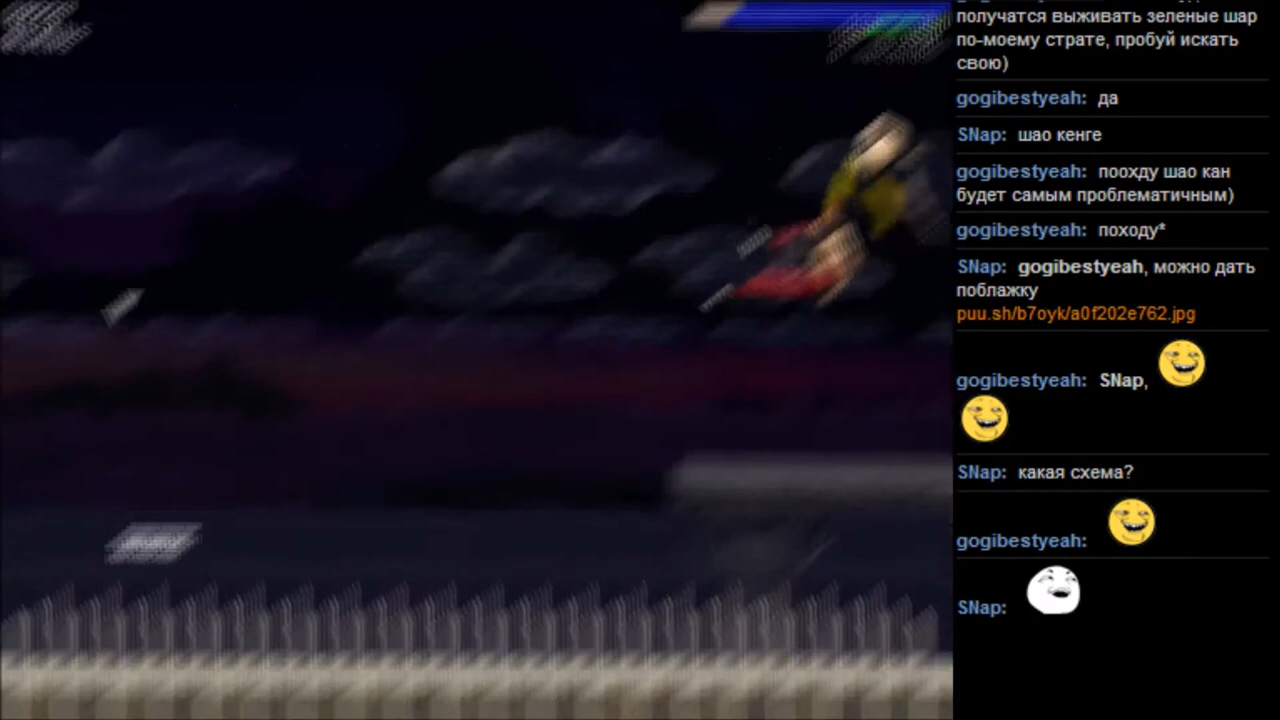 получатся выживать зеленые шар
по-моему страте, пробуй искать
свою)
gogibestyeah: да
SNap: шао кенге
gogibestyeah: поохду шао кан
будет самым проблематичным)
gogibestyeah: походу*
SNap: gogibestyeah, можно дать
поблажку
puu.sh/b7oyk/a0f202e762.jpg
gogibestyeah: SNap,
SNap: какая схема?
gogibestyeah:
SNap: